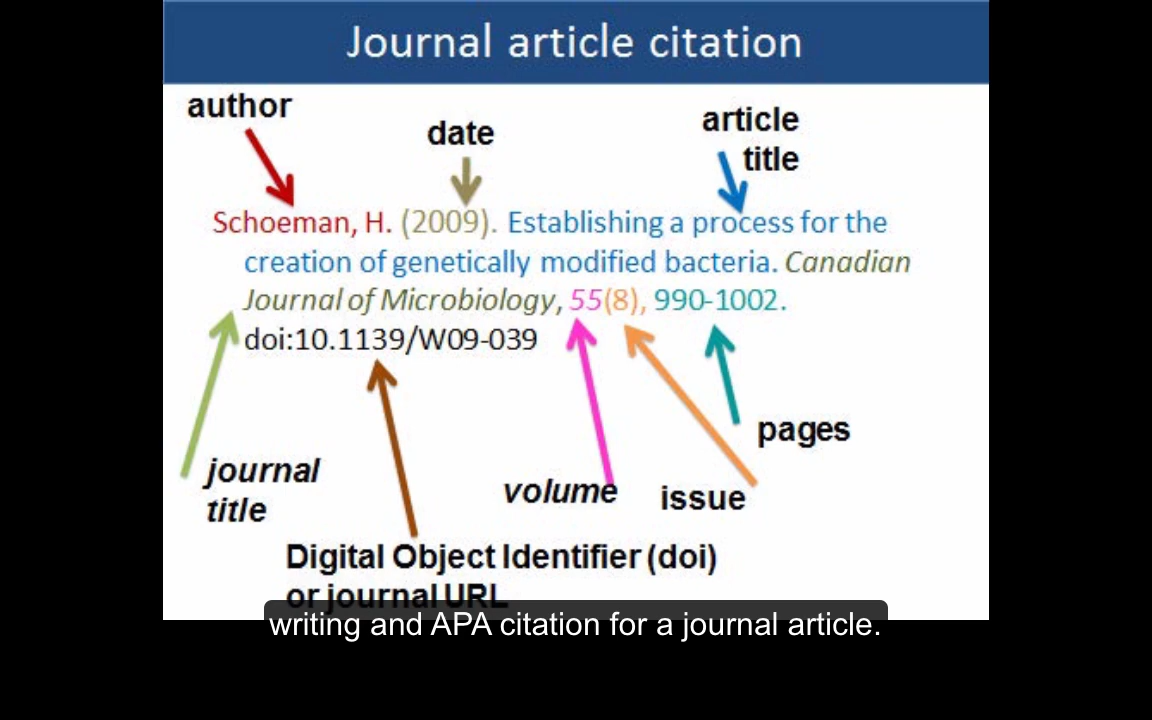 Journal article citation
author
date
article
title
Schoeman, H. (2009). Establishing a process for the
creation of genetically modified bacteria. Canadian
Journal of Microbiology, 55(8), 990-1002.
doi:10.1139/W09-039
pages
journal
title
volume
issue
Digital Object Identifier (doi)
or journal URL
writing and APA citation for a journal article.